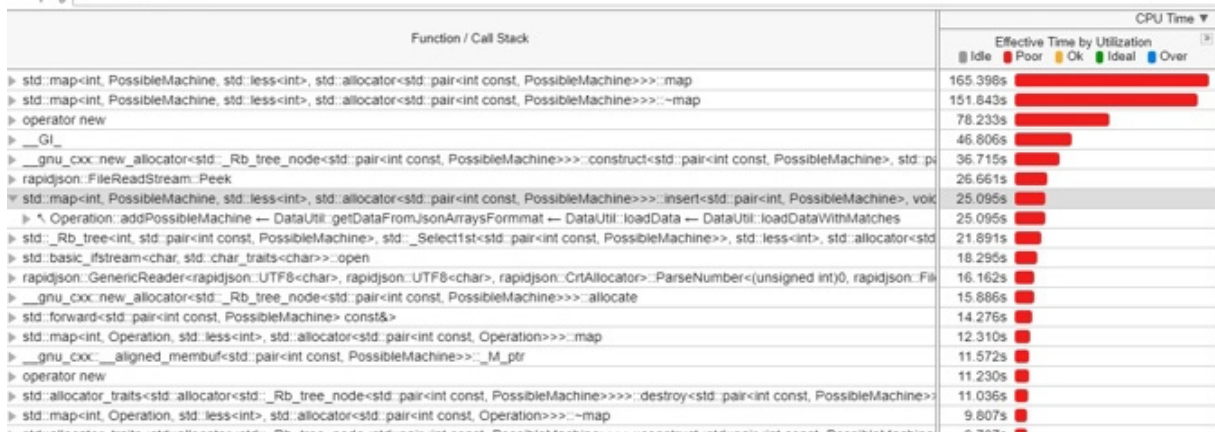 CPU Time ▼
Function / Call Stack
Effective Time by Utilization
Idle Poor Ok Ideal Over
std::map<int, PossibleMachine, std::less<int>, std::allocator<std::pair<int const, PossibleMachine>>>::map 165.398s
std::map<int, PossibleMachine, std::less<int>, std::allocator<std::pair<int const, PossibleMachine>>>::~map 151.843s
operator new 78.233s
__GI_ 46.806s
__gnu_cxx::new_allocator<std::_Rb_tree_node<std::pair<int const, PossibleMachine>>>::construct<std::pair<int const, PossibleMachine>, std::pa 36.715s
rapidjson::FileReadStream::Peek 26.661s
std::map<int, PossibleMachine, std::less<int>, std::allocator<std::pair<int const, PossibleMachine>>>::insert<std::pair<int, PossibleMachine>, void 25.095s
Operation::addPossibleMachine ← DataUtil::getDataFromJsonArraysFormmat ← DataUtil::loadData ← DataUtil::loadDataWithMatches 25.095s
std::_Rb_tree<int, std::pair<int const, PossibleMachine>, std::_Select1st<std::pair<int const, PossibleMachine>>, std::less<int>, std::allocator<std 21.891s
std::basic_ifstream<char, std::char_traits<char>>::open 18.295s
rapidjson::GenericReader<rapidjson::UTF8<char>, rapidjson::UTF8<char>, rapidjson::CrtAllocator>::ParseNumber<(unsigned int)0, rapidjson::File 16.162s
__gnu_cxx::new_allocator<std::_Rb_tree_node<std::pair<int const, PossibleMachine>>>::allocate 15.886s
std::forward<std::pair<int const, PossibleMachine> const&> 14.276s
std::map<int, Operation, std::less<int>, std::allocator<std::pair<int const, Operation>>>::map 12.310s
__gnu_cxx::__aligned_membuf<std::pair<int const, PossibleMachine>>::_M_ptr 11.572s
operator new 11.230s
std::allocator_traits<std::allocator<std::_Rb_tree_node<std::pair<int const, PossibleMachine>>>>::destroy<std::pair<int const, PossibleMachine>> 11.036s
std::map<int, Operation, std::less<int>, std::allocator<std::pair<int const, Operation>>>::~map 9.807s